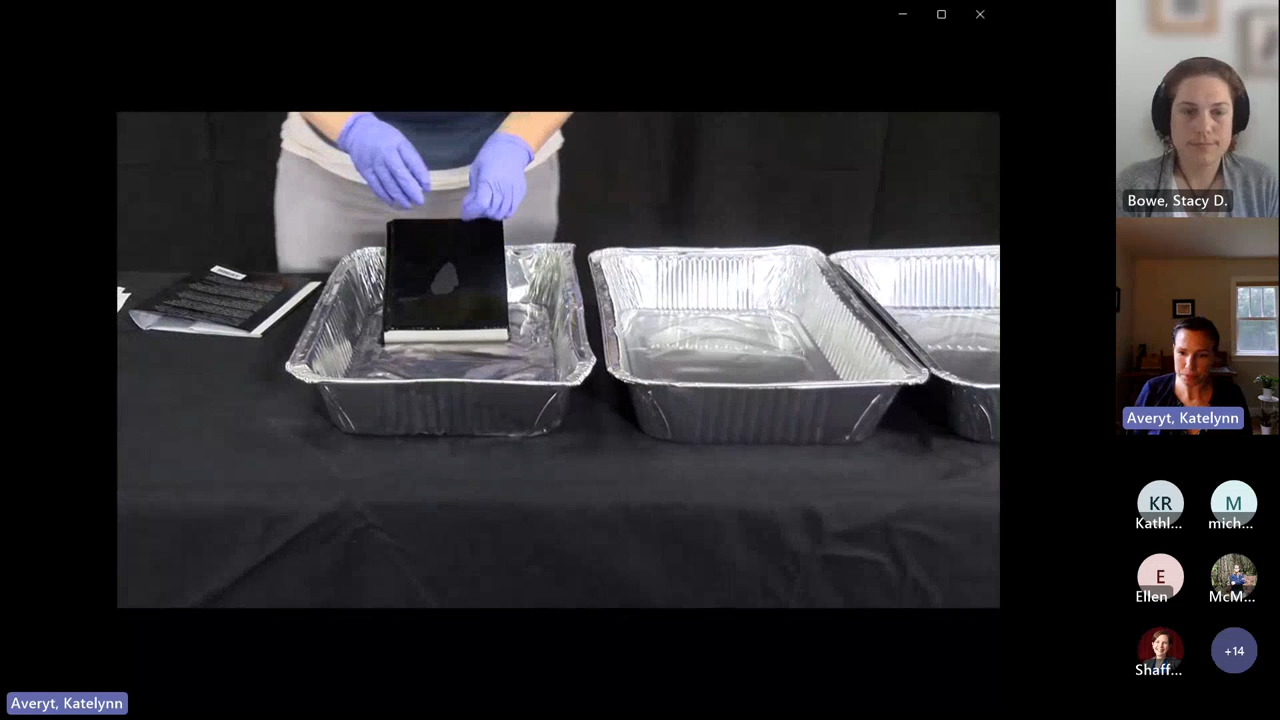 Bowe, Stacy D.
Averyt, Katelynn
KR
M
Kathl...
mich...
E
Ellen
McM...
Shaff...
+14
Averyt, Katelynn